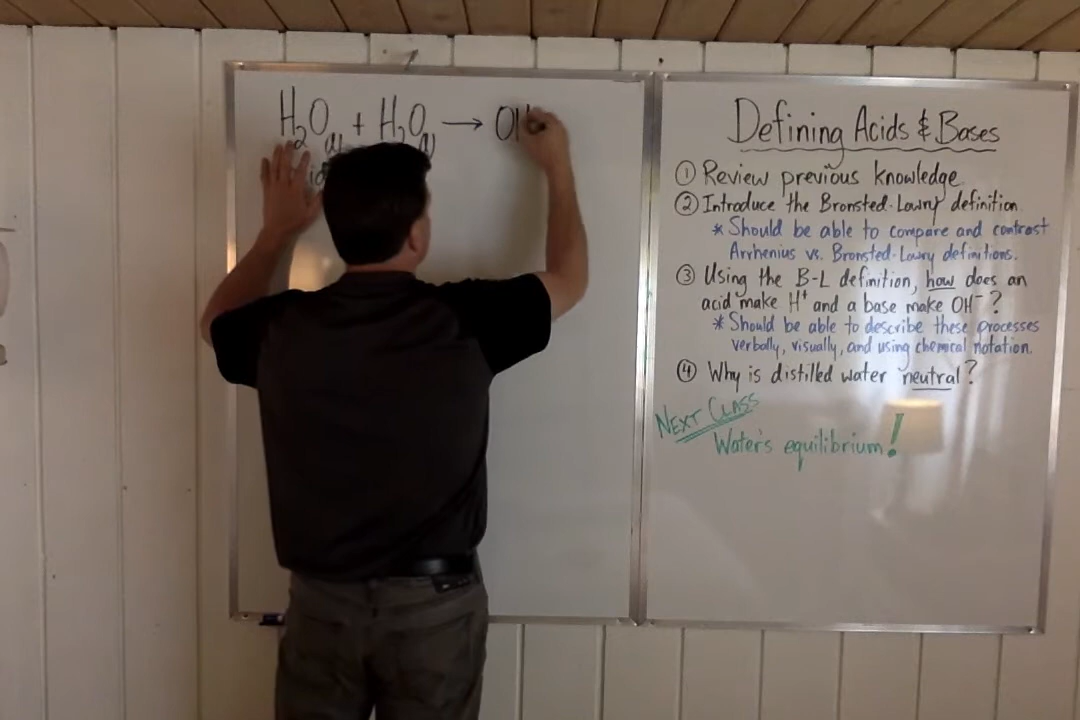 H₂O(l) + H₂O(l) → OH
Defining Acids & Bases
① Review previous knowledge
② Introduce the Bronsted-Lowry definition
* Should be able to compare and contrast
Arrhenius vs. Bronsted-Lowry definitions.
③ Using the B-L definition, how does an
acid make H⁺ and a base make OH⁻?
* Should be able to describe these processes
verbally, visually, and using chemical notation.
④ Why is distilled water neutral?
NEXT CLASS
Water's equilibrium!